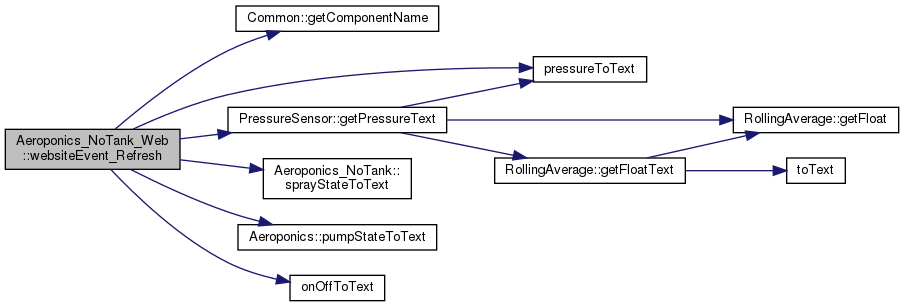 Common::getComponentName
pressureToText
PressureSensor::getPressureText
RollingAverage::getFloat
Aeroponics_NoTank_Web
::websiteEvent_Refresh
RollingAverage::getFloatText
toText
Aeroponics_NoTank::
sprayStateToText
Aeroponics::pumpStateToText
onOffToText